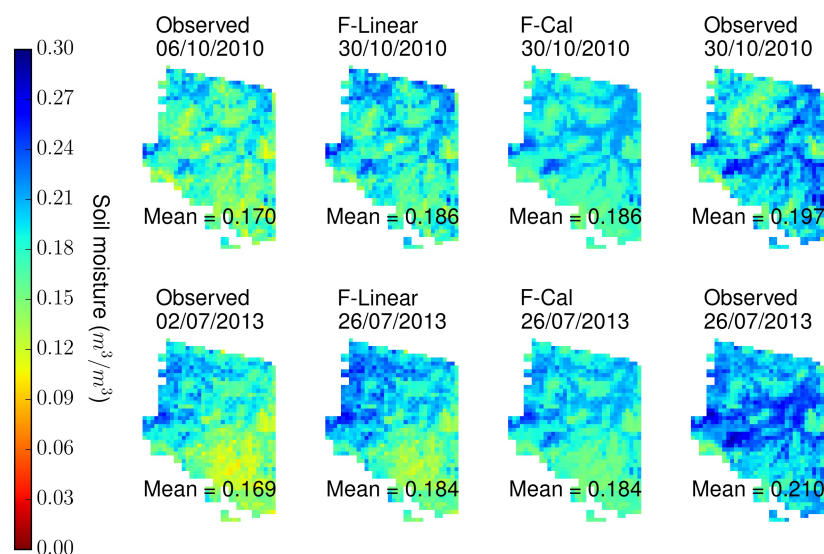 0.30
0.27
0.24
0.21
0.18
0.15
0.12
0.09
0.06
0.03
0.00
Soil moisture (m³/m³)
Observed
06/10/2010
Mean = 0.170
F-Linear
30/10/2010
Mean = 0.186
F-Cal
30/10/2010
Mean = 0.186
Observed
30/10/2010
Mean = 0.197
Observed
02/07/2013
Mean = 0.169
F-Linear
26/07/2013
Mean = 0.184
F-Cal
26/07/2013
Mean = 0.184
Observed
26/07/2013
Mean = 0.210